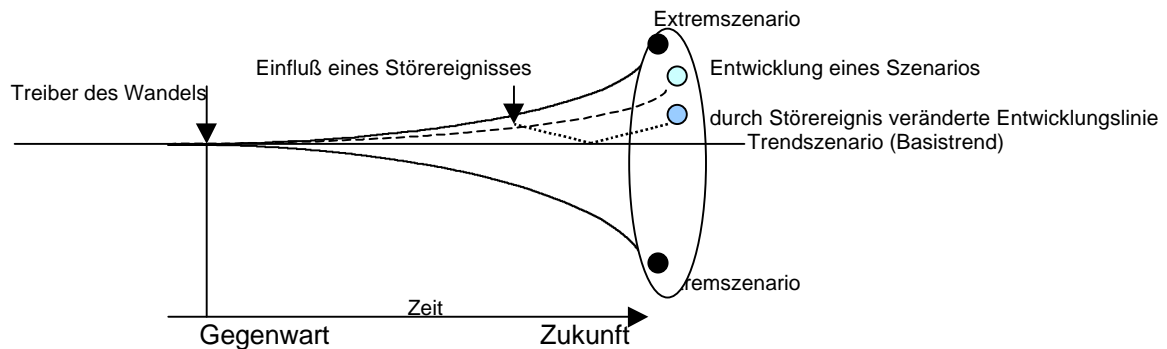 Extremszenario
Einfluß eines Störereignisses
Entwicklung eines Szenarios
Treiber des Wandels
durch Störereignis veränderte Entwicklungslinie
Trendszenario (Basistrend)
remszenario
Zeit
Gegenwart
Zukunft